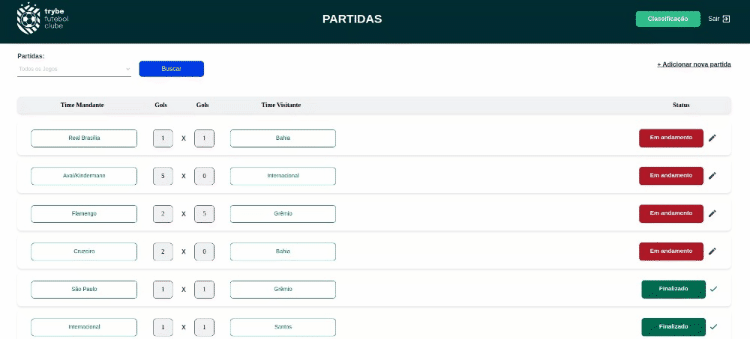 trybe
futebol
clube
PARTIDAS
Classificação
Sair
Partidas:
Todos os Jogos
Buscar
+ Adicionar nova partida
Time Mandante Gols Gols Time Visitante Status
Real Brasília 1 X 1 Bahia Em andamento
Avaí/Kindermann 5 X 0 Internacional Em andamento
Flamengo 2 X 5 Grêmio Em andamento
Cruzeiro 2 X 0 Bahia Em andamento
São Paulo 1 X 1 Grêmio Finalizado
Internacional 1 X 1 Santos Finalizado